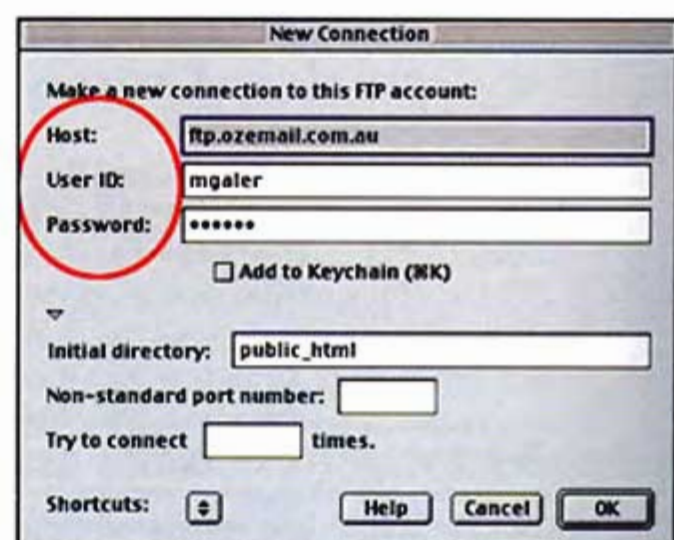 New Connection
Make a new connection to this FTP account:
Host: ftp.ozemail.com.au
User ID: mgaler
Password: ••••••
Add to Keychain (⌘K)
Initial directory: public_html
Non-standard port number:
Try to connect times.
Shortcuts: Help Cancel OK